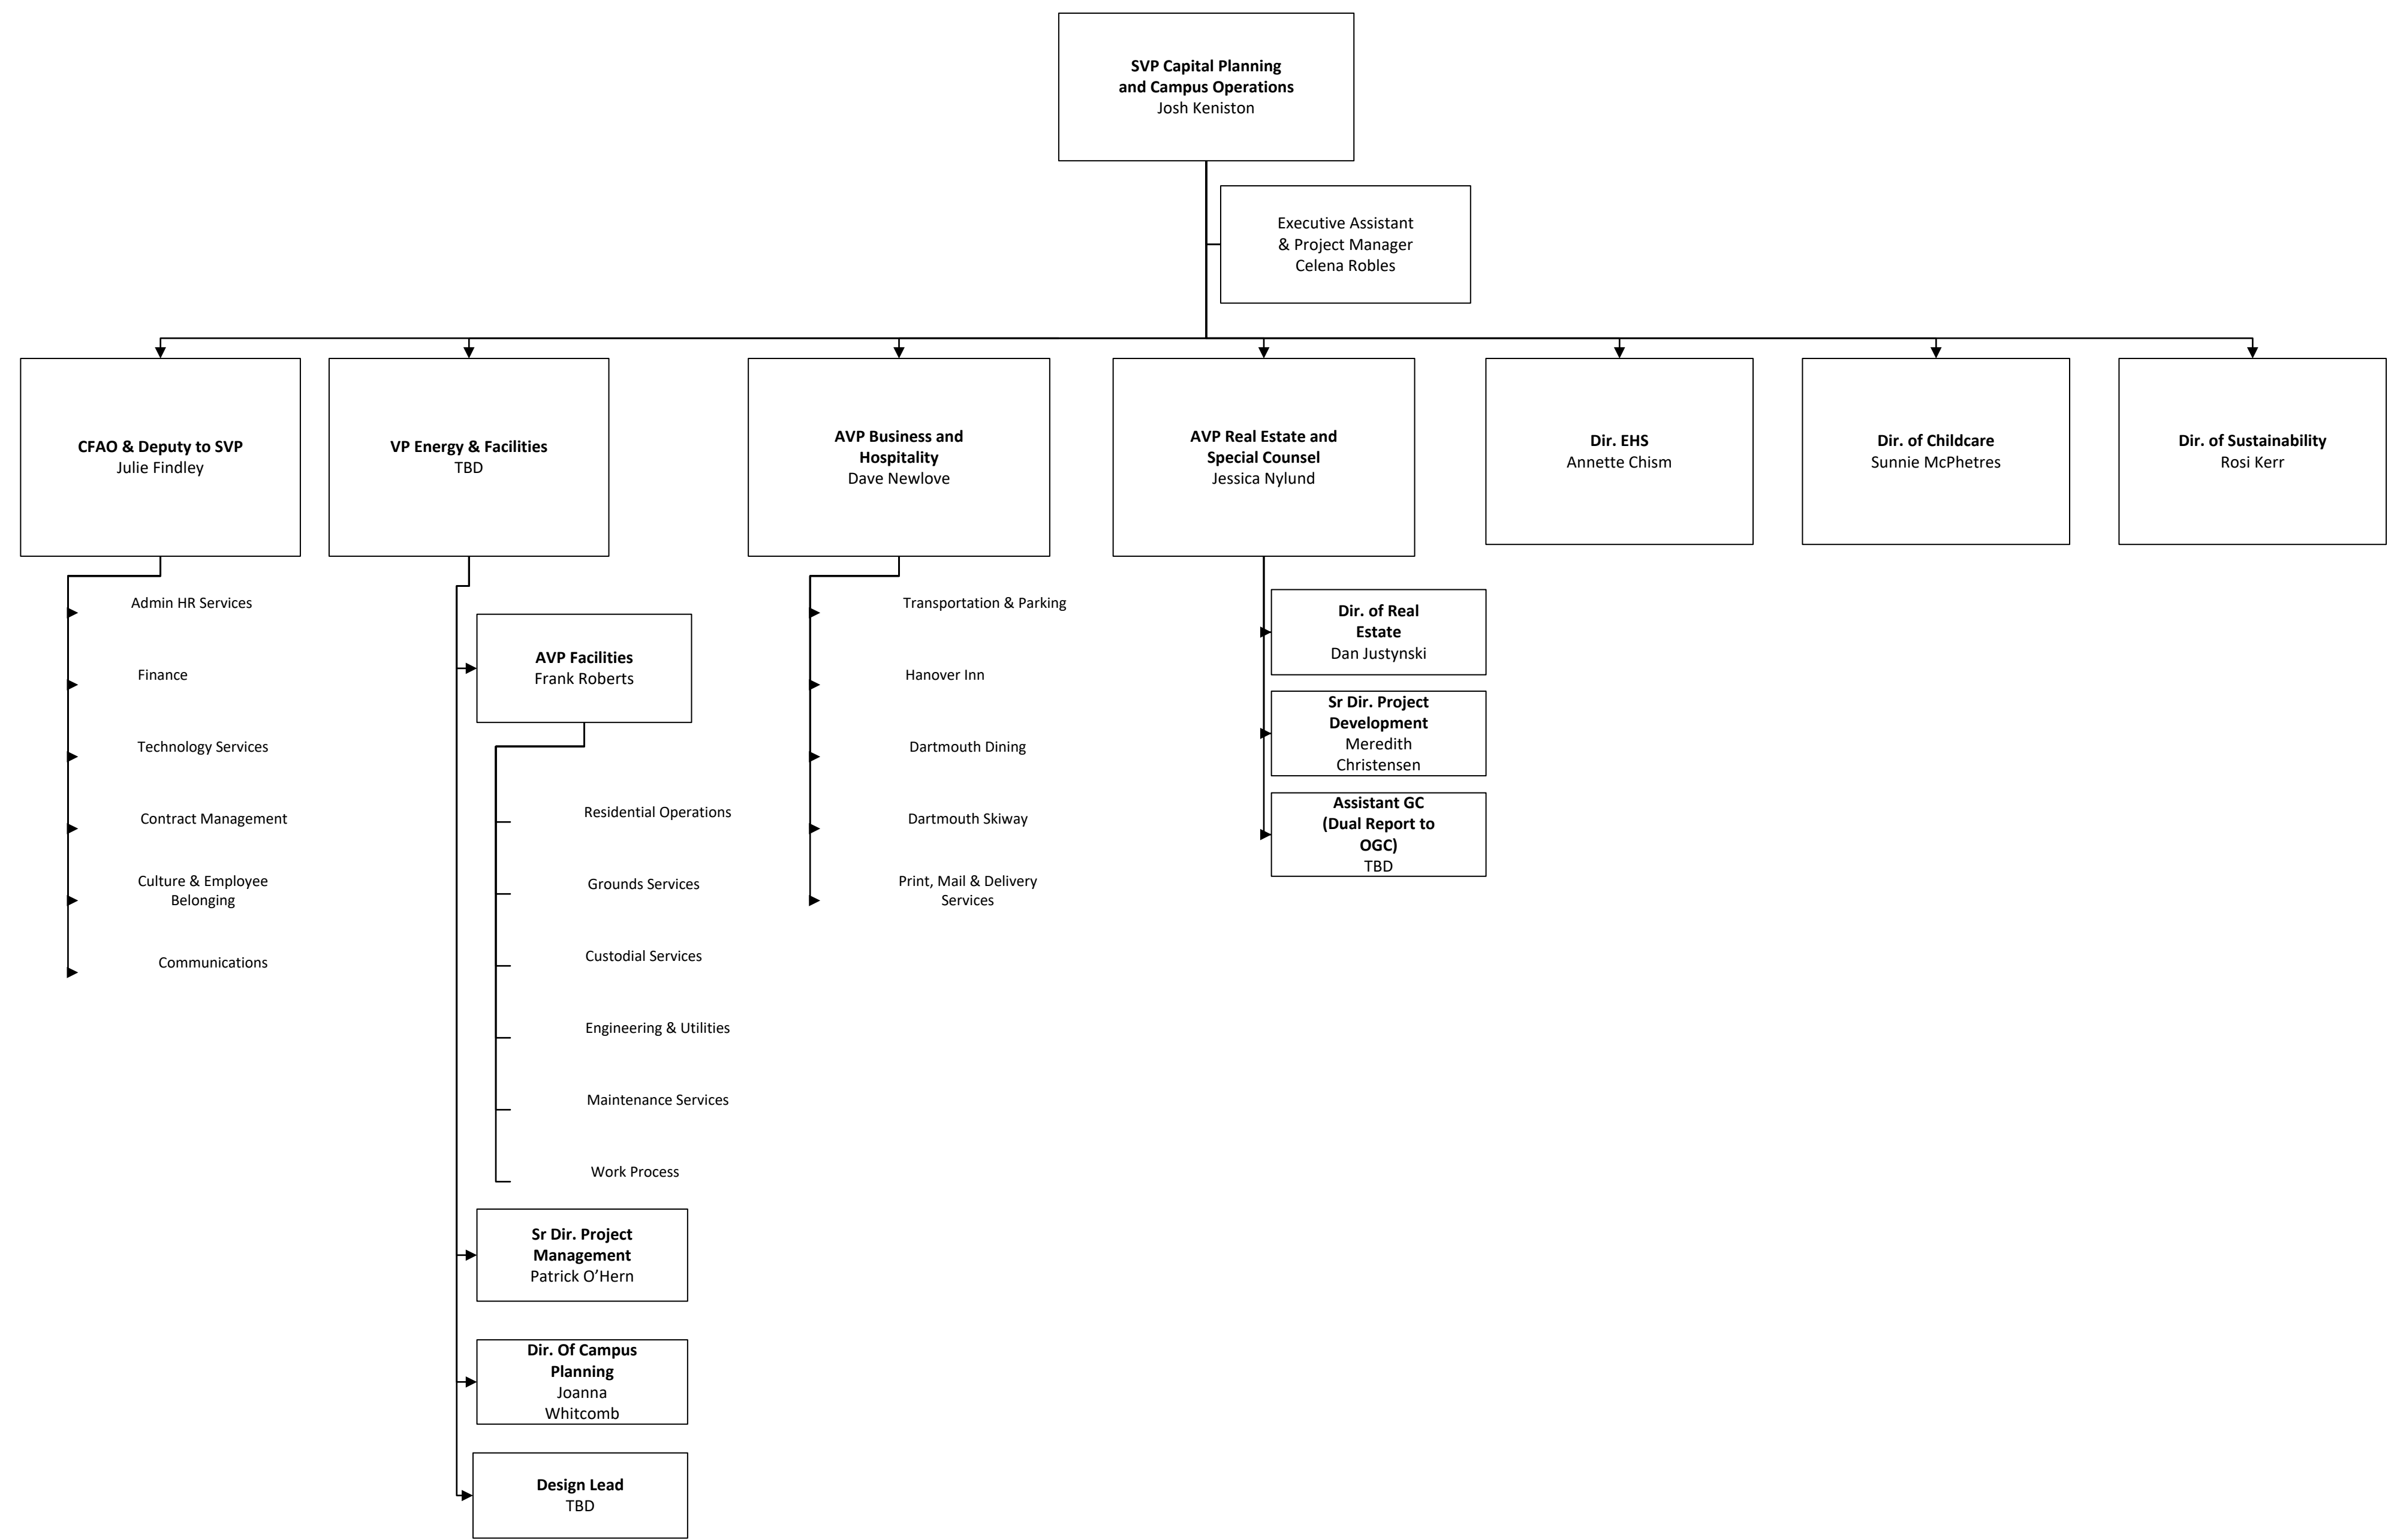 SVP Capital Planning
and Campus Operations
Josh Keniston
Executive Assistant
& Project Manager
Celena Robles
CFAO & Deputy to SVP
Julie Findley
VP Energy & Facilities
TBD
AVP Business and
Hospitality
Dave Newlove
AVP Real Estate and
Special Counsel
Jessica Nylund
Dir. EHS
Annette Chism
Dir. of Childcare
Sunnie McPhetres
Dir. of Sustainability
Rosi Kerr
Admin HR Services
Finance
Technology Services
Contract Management
Culture & Employee
Belonging
Communications
AVP Facilities
Frank Roberts
Residential Operations
Grounds Services
Custodial Services
Engineering & Utilities
Maintenance Services
Work Process
Sr Dir. Project
Management
Patrick O’Hern
Dir. Of Campus
Planning
Joanna
Whitcomb
Design Lead
TBD
Transportation & Parking
Hanover Inn
Dartmouth Dining
Dartmouth Skiway
Print, Mail & Delivery
Services
Dir. of Real
Estate
Dan Justynski
Sr Dir. Project
Development
Meredith
Christensen
Assistant GC
(Dual Report to
OGC)
TBD